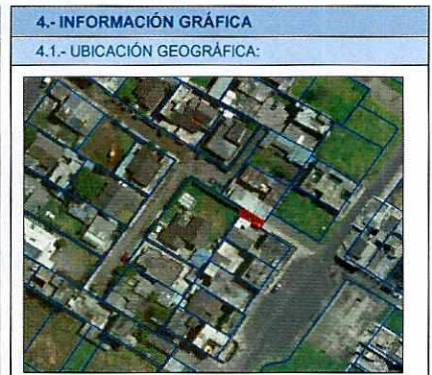 4.- INFORMACIÓN GRÁFICA
4.1.- UBICACIÓN GEOGRÁFICA: